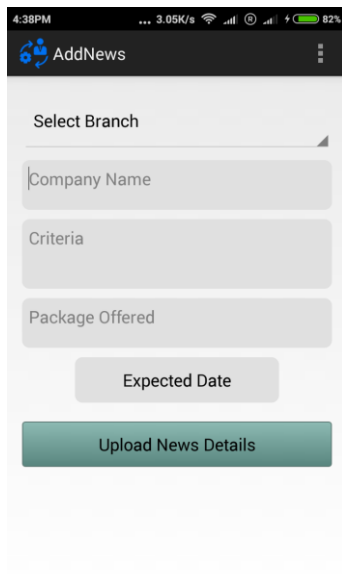 4:38PM ... 3.05K/s ® 82%
AddNews
Select Branch
Company Name
Criteria
Package Offered
Expected Date
Upload News Details